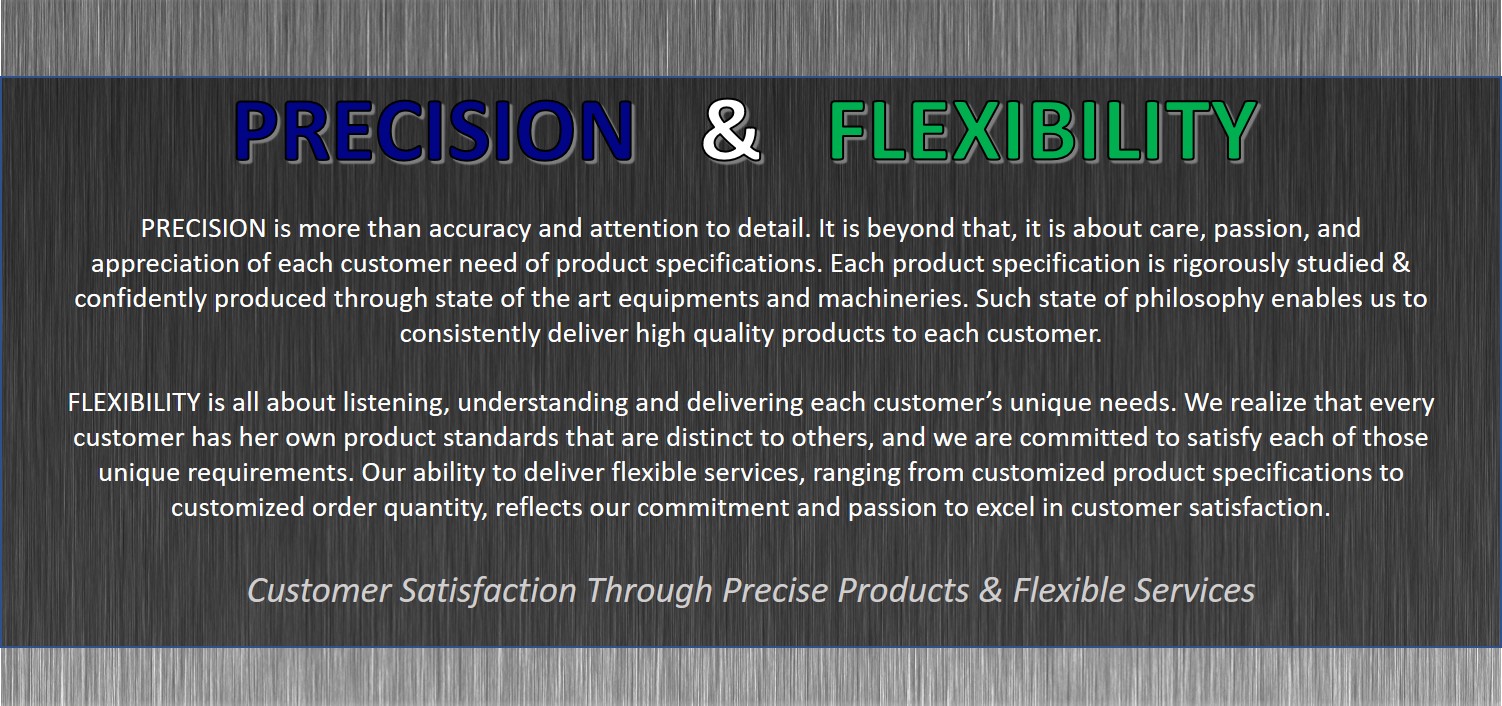 PRECISION & FLEXIBILITY
PRECISION is more than accuracy and attention to detail. It is beyond that, it is about care, passion, and
appreciation of each customer need of product specifications. Each product specification is rigorously studied &
confidently produced through state of the art equipments and machineries. Such state of philosophy enables us to
consistently deliver high quality products to each customer.
FLEXIBILITY is all about listening, understanding and delivering each customer’s unique needs. We realize that every
customer has her own product standards that are distinct to others, and we are committed to satisfy each of those
unique requirements. Our ability to deliver flexible services, ranging from customized product specifications to
customized order quantity, reflects our commitment and passion to excel in customer satisfaction.
Customer Satisfaction Through Precise Products & Flexible Services